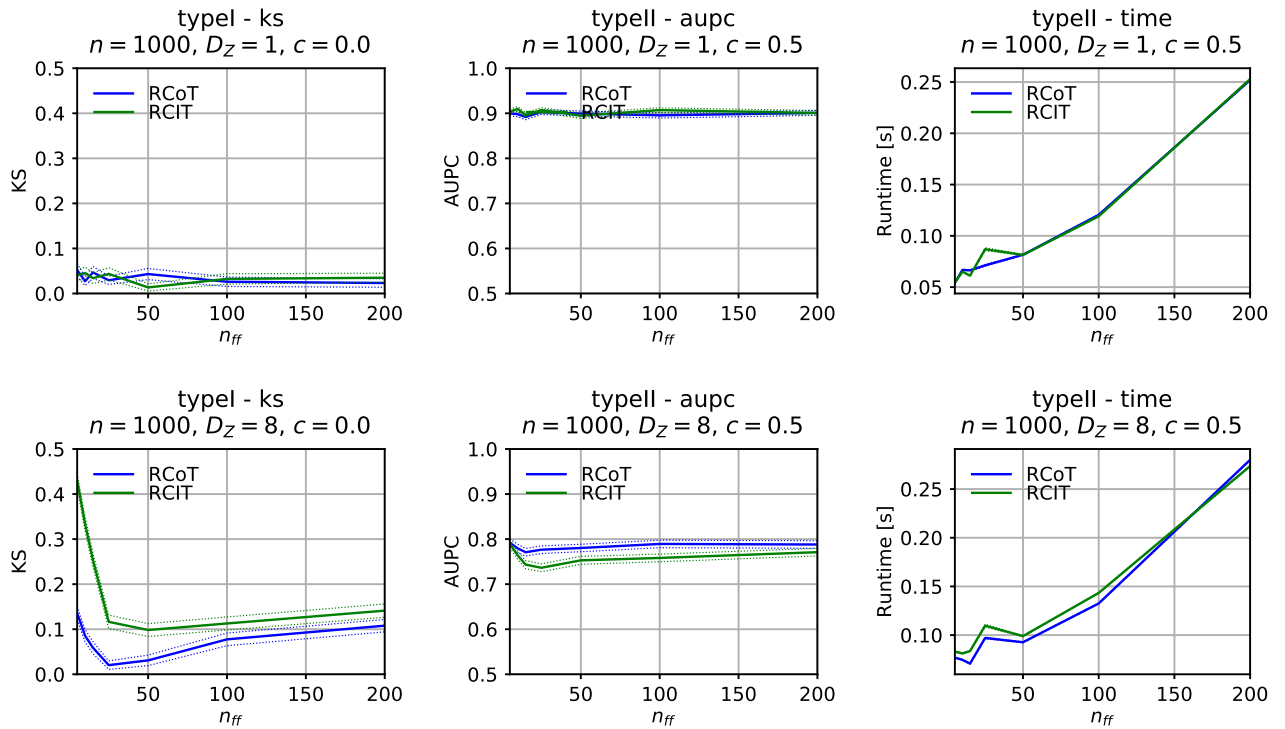 typeI - ks
n = 1000, D_Z = 1, c = 0.0
0.5
0.4
0.3
0.2
0.1
0.0
KS
RCoT
RCIT
50
100
150
200
n_ff
typeII - aupc
n = 1000, D_Z = 1, c = 0.5
1.0
0.9
0.8
0.7
0.6
0.5
AUPC
RCoT
RCIT
50
100
150
200
n_ff
typeII - time
n = 1000, D_Z = 1, c = 0.5
0.25
0.20
0.15
0.10
0.05
Runtime [s]
RCoT
RCIT
50
100
150
200
n_ff
typeI - ks
n = 1000, D_Z = 8, c = 0.0
0.5
0.4
0.3
0.2
0.1
0.0
KS
RCoT
RCIT
50
100
150
200
n_ff
typeII - aupc
n = 1000, D_Z = 8, c = 0.5
1.0
0.9
0.8
0.7
0.6
0.5
AUPC
RCoT
RCIT
50
100
150
200
n_ff
typeII - time
n = 1000, D_Z = 8, c = 0.5
0.25
0.20
0.15
0.10
Runtime [s]
RCoT
RCIT
50
100
150
200
n_ff